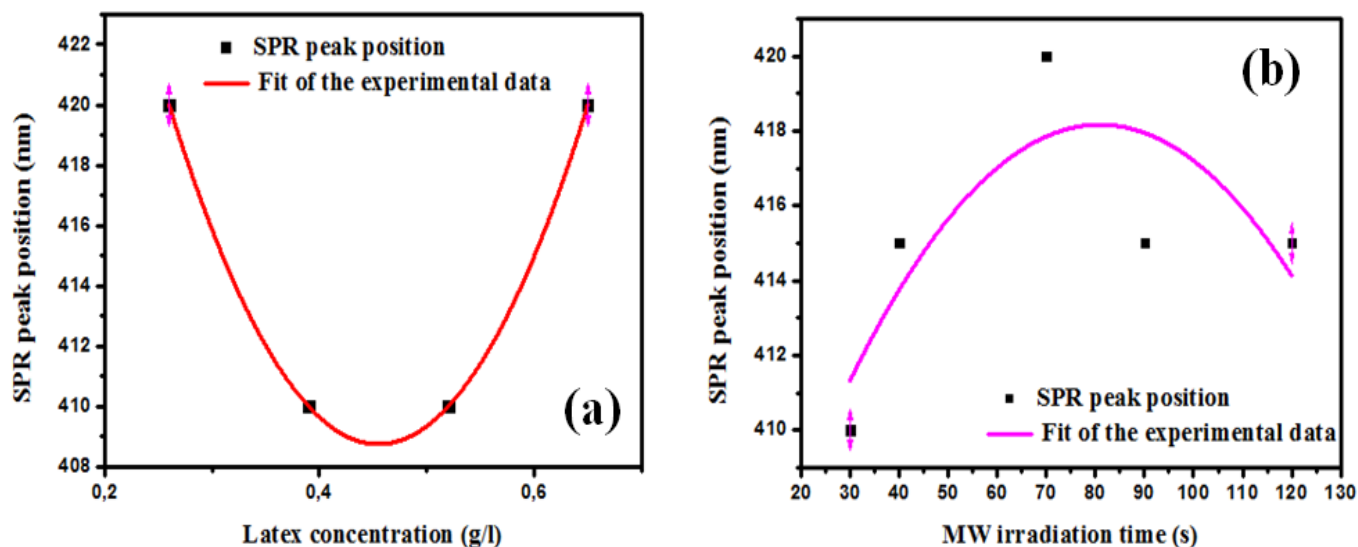 422
420
418
416
414
412
410
408
SPR peak position (nm)
SPR peak position
Fit of the experimental data
(a)
0,2
0,4
0,6
Latex concentration (g/l)
420
418
416
414
412
410
SPR peak position (nm)
(b)
SPR peak position
Fit of the experimental data
20
30
40
50
60
70
80
90
100
110
120
130
MW irradiation time (s)